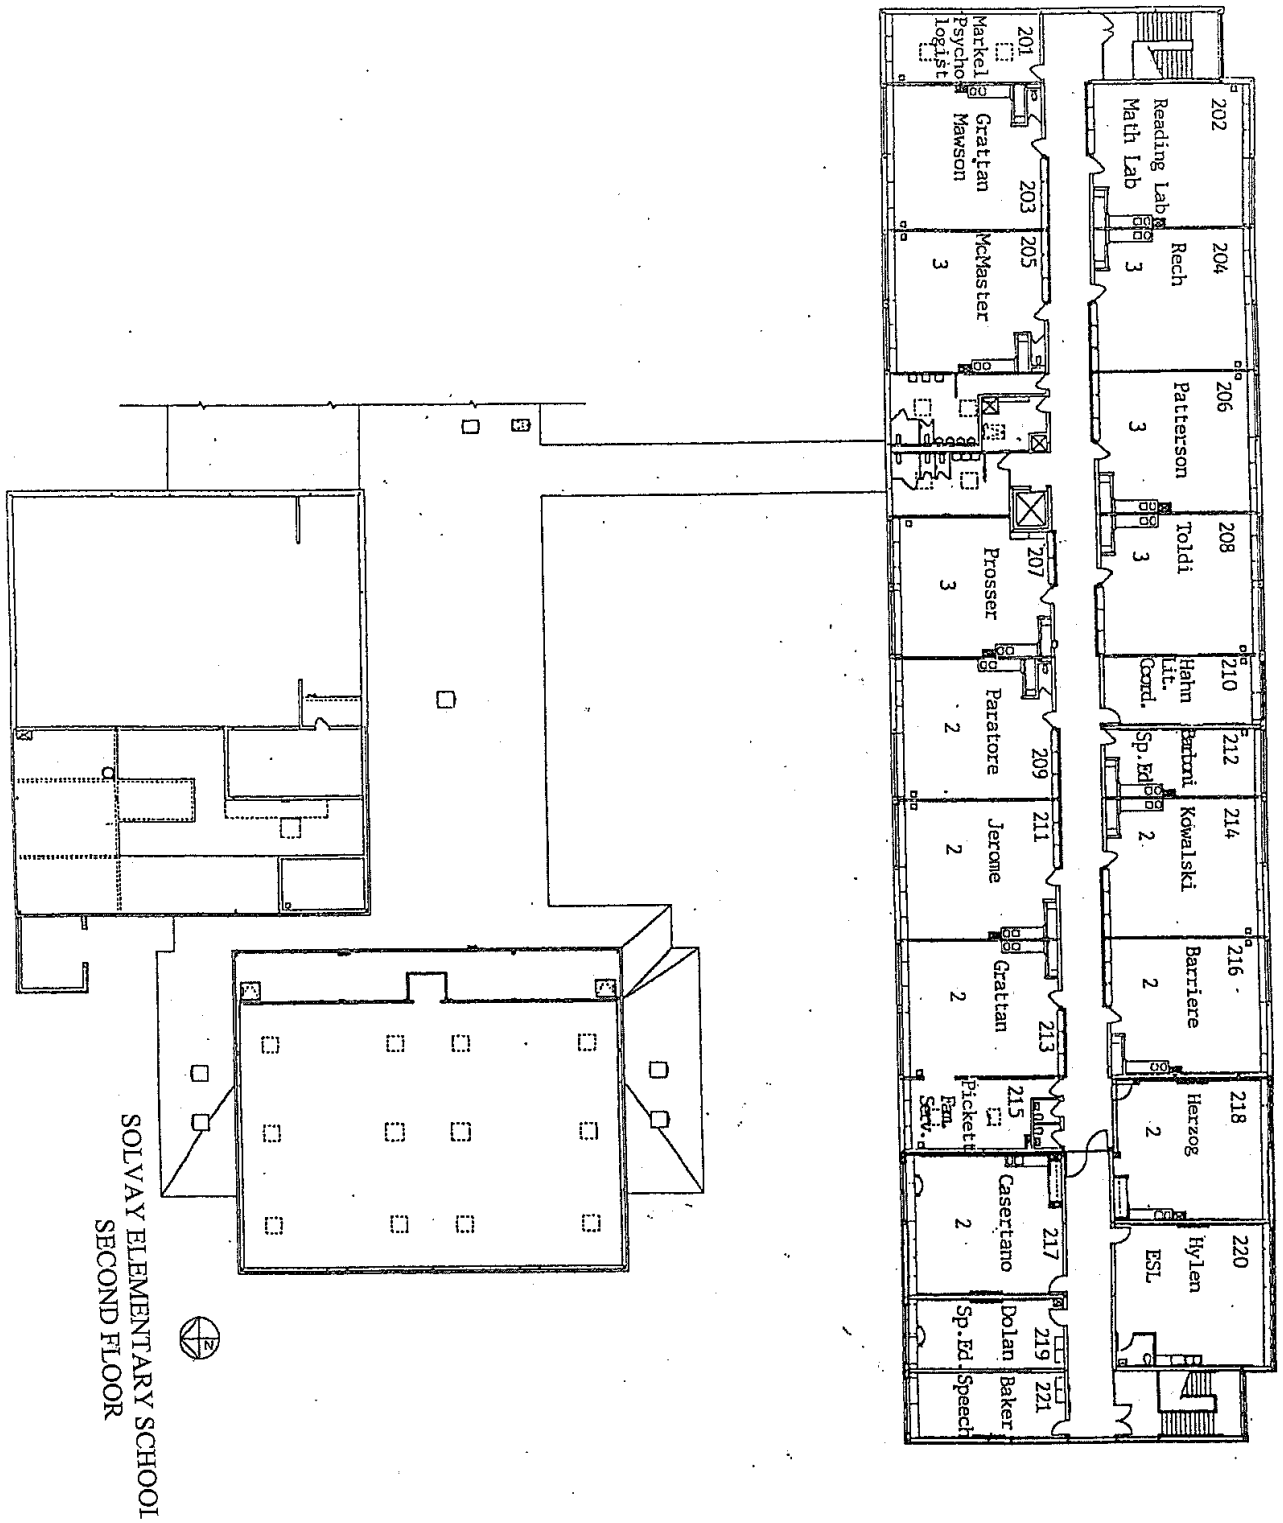 201
Markel
Psycho
logist
202
Reading Lab
Math Lab
203
Grattan
Mawson
204
Rech
3
205
McMaster
3
206
Patterson
3
207
Prosser
3
208
Toldi
3
209
Paratore
2
210
Hahn
Lit.
Coord.
211
Jerome
2
212
Barboni
Sp.Ed
213
Grattan
2
214
Kowalski
2
215
Pickett
Fam.
Serv.
216
Barriere
2
217
Casertano
2
218
Herzog
2
219
Dolan
Sp.Ed.
220
Hylen
ESL
221
Baker
Speech
N
SOLVAY ELEMENTARY SCHOOL
SECOND FLOOR